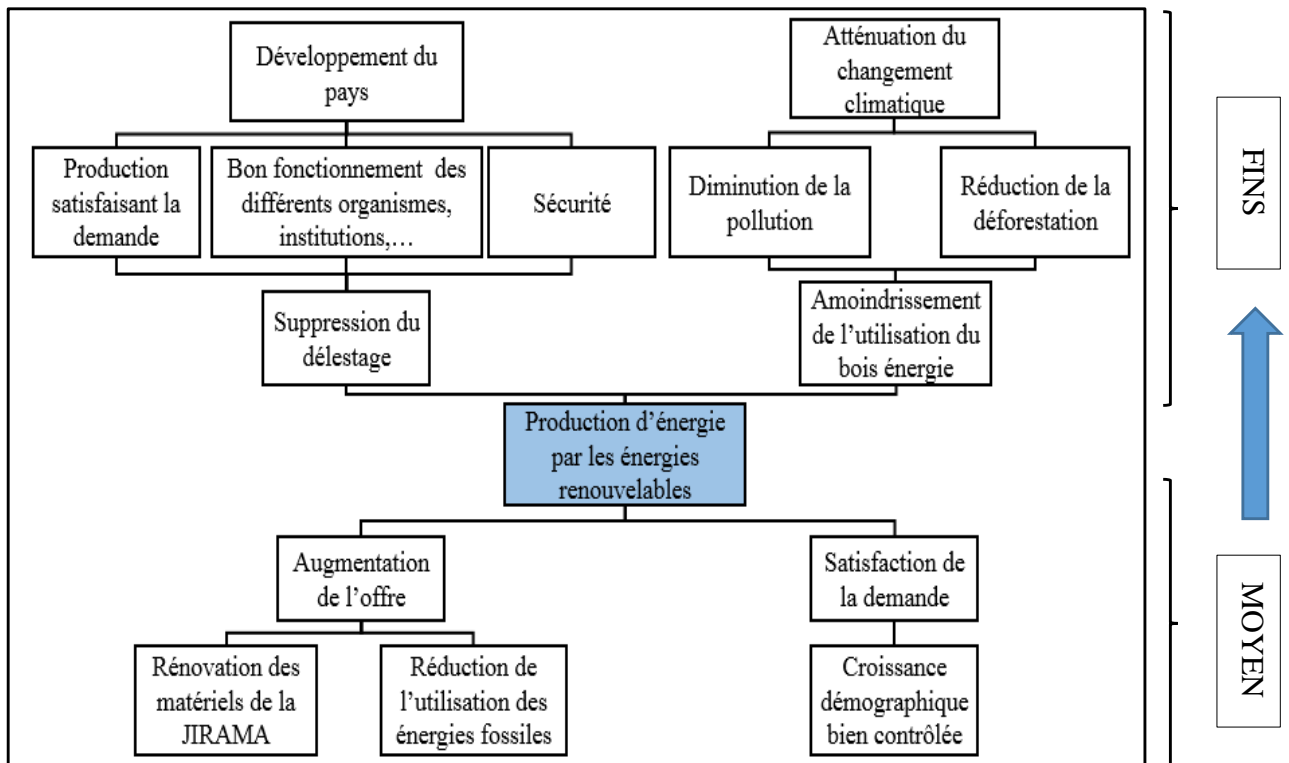 Développement du
pays
Atténuation du
changement
climatique
Production
satisfaisant la
demande
Bon fonctionnement des
différents organismes,
institutions,…
Sécurité
Diminution de la
pollution
Réduction de la
déforestation
Suppression du
délestage
Amoindrissement
de l’utilisation du
bois énergie
Production d’énergie
par les énergies
renouvelables
Augmentation
de l’offre
Satisfaction de
la demande
Rénovation des
matériels de la
JIRAMA
Réduction de
l’utilisation des
énergies fossiles
Croissance
démographique
bien contrôlée
FINS
MOYEN